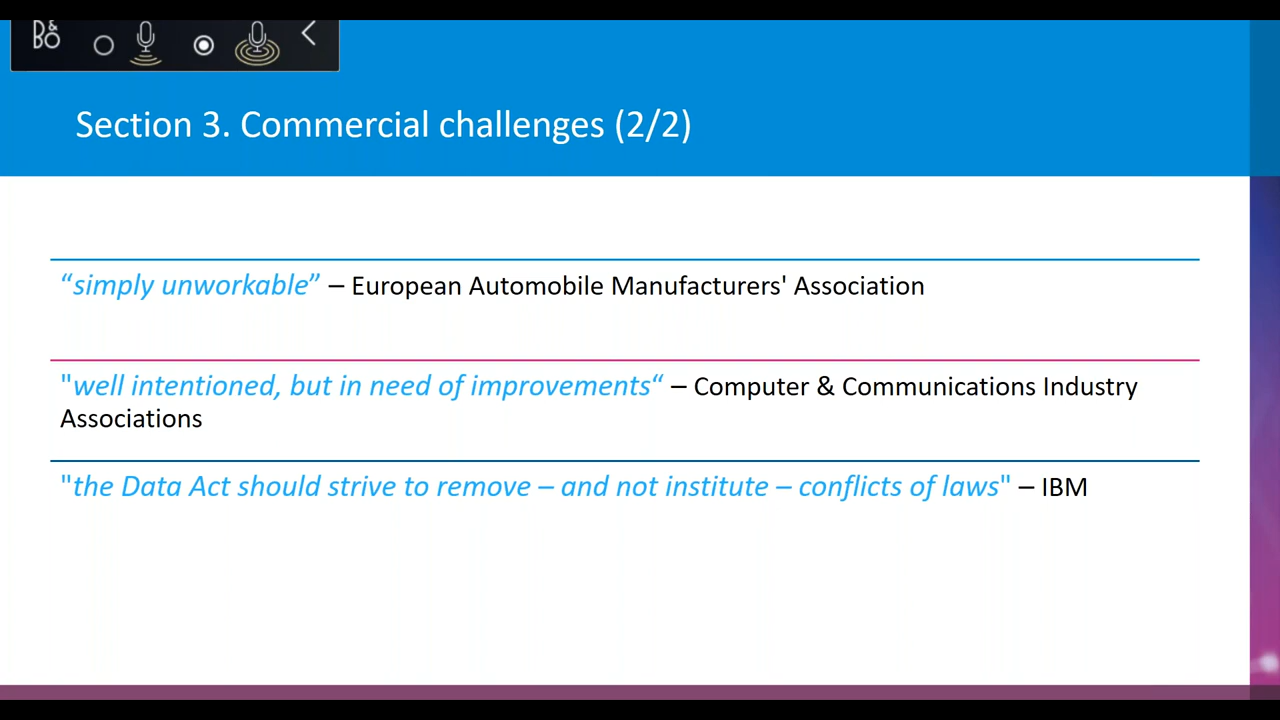 B&
BO
Section 3. Commercial challenges (2/2)
“simply unworkable” – European Automobile Manufacturers' Association
"well intentioned, but in need of improvements“ – Computer & Communications Industry
Associations
"the Data Act should strive to remove – and not institute – conflicts of laws" – IBM